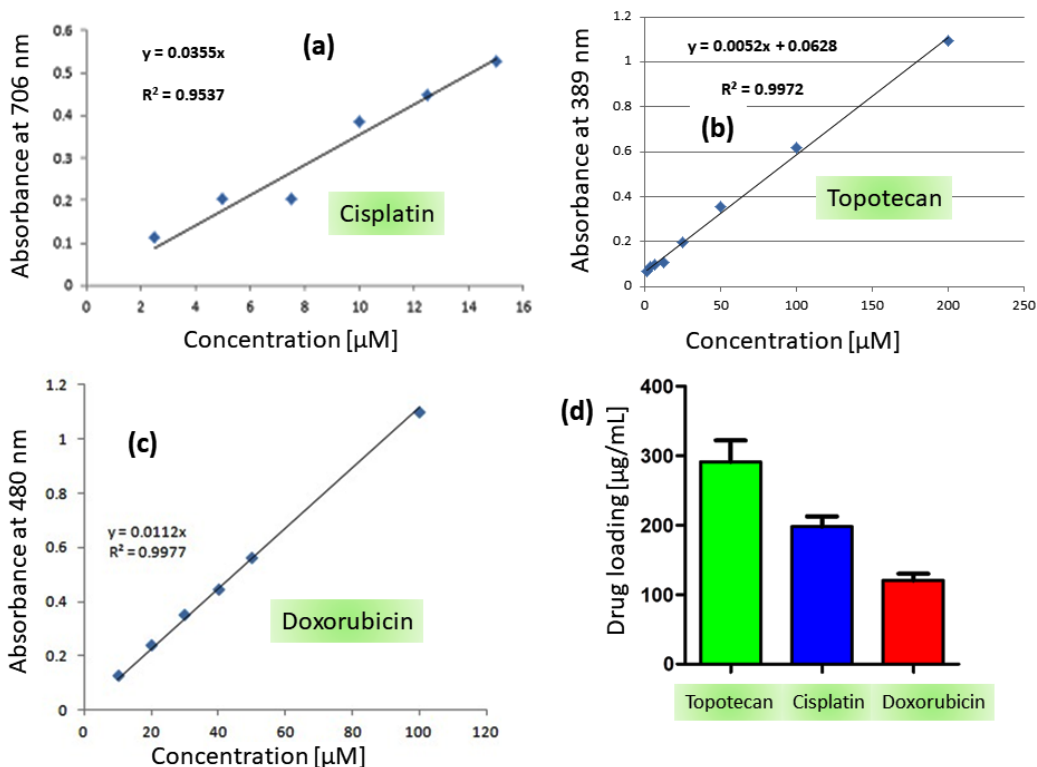 (a)
y = 0.0355x
R² = 0.9537
Cisplatin
Absorbance at 706 nm
0.6
0.5
0.4
0.3
0.2
0.1
0
0 2 4 6 8 10 12 14 16
Concentration [µM]
(b)
y = 0.0052x + 0.0628
R² = 0.9972
Topotecan
Absorbance at 389 nm
1.2
1
0.8
0.6
0.4
0.2
0
0 50 100 150 200 250
Concentration [µM]
(c)
y = 0.0112x
R² = 0.9977
Doxorubicin
Absorbance at 480 nm
1.2
1
0.8
0.6
0.4
0.2
0
0 20 40 60 80 100 120
Concentration [µM]
(d)
Drug loading [µg/mL]
400
300
200
100
0
Topotecan Cisplatin Doxorubicin